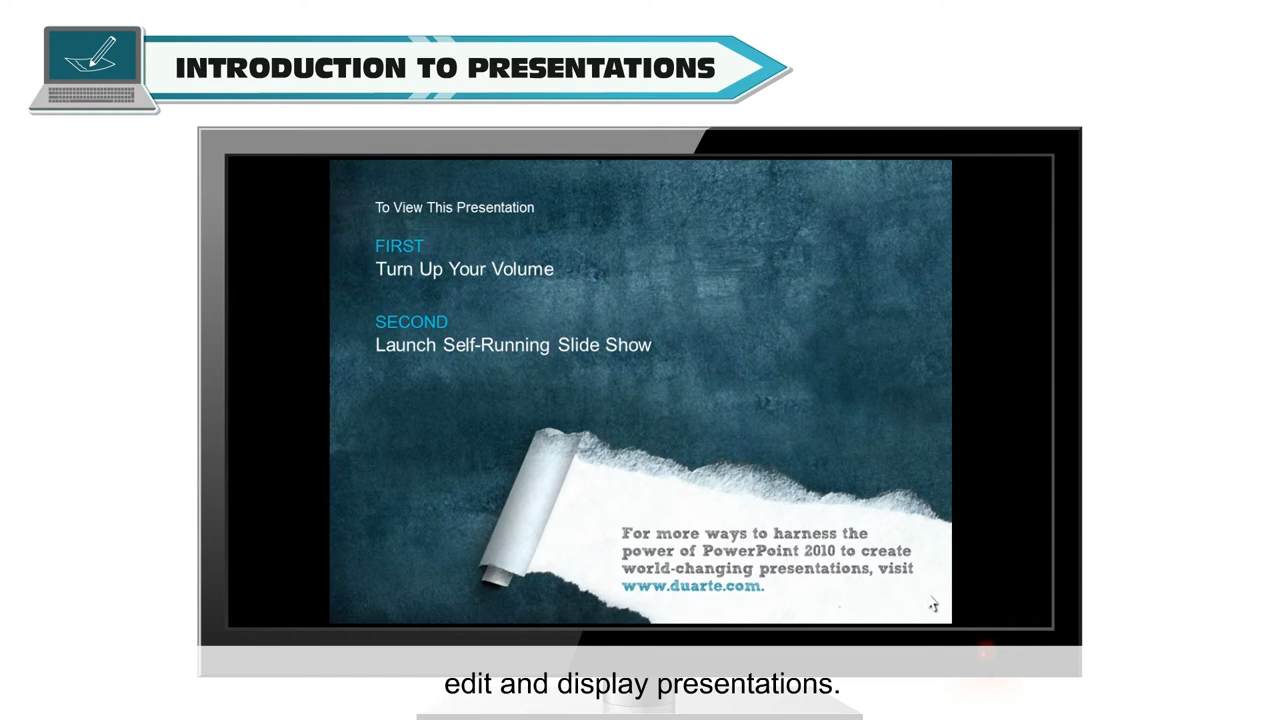 INTRODUCTION TO PRESENTATIONS
To View This Presentation
FIRST
Turn Up Your Volume
SECOND
Launch Self-Running Slide Show
For more ways to harness the
power of PowerPoint 2010 to create
world-changing presentations, visit
www.duarte.com.
edit and display presentations.